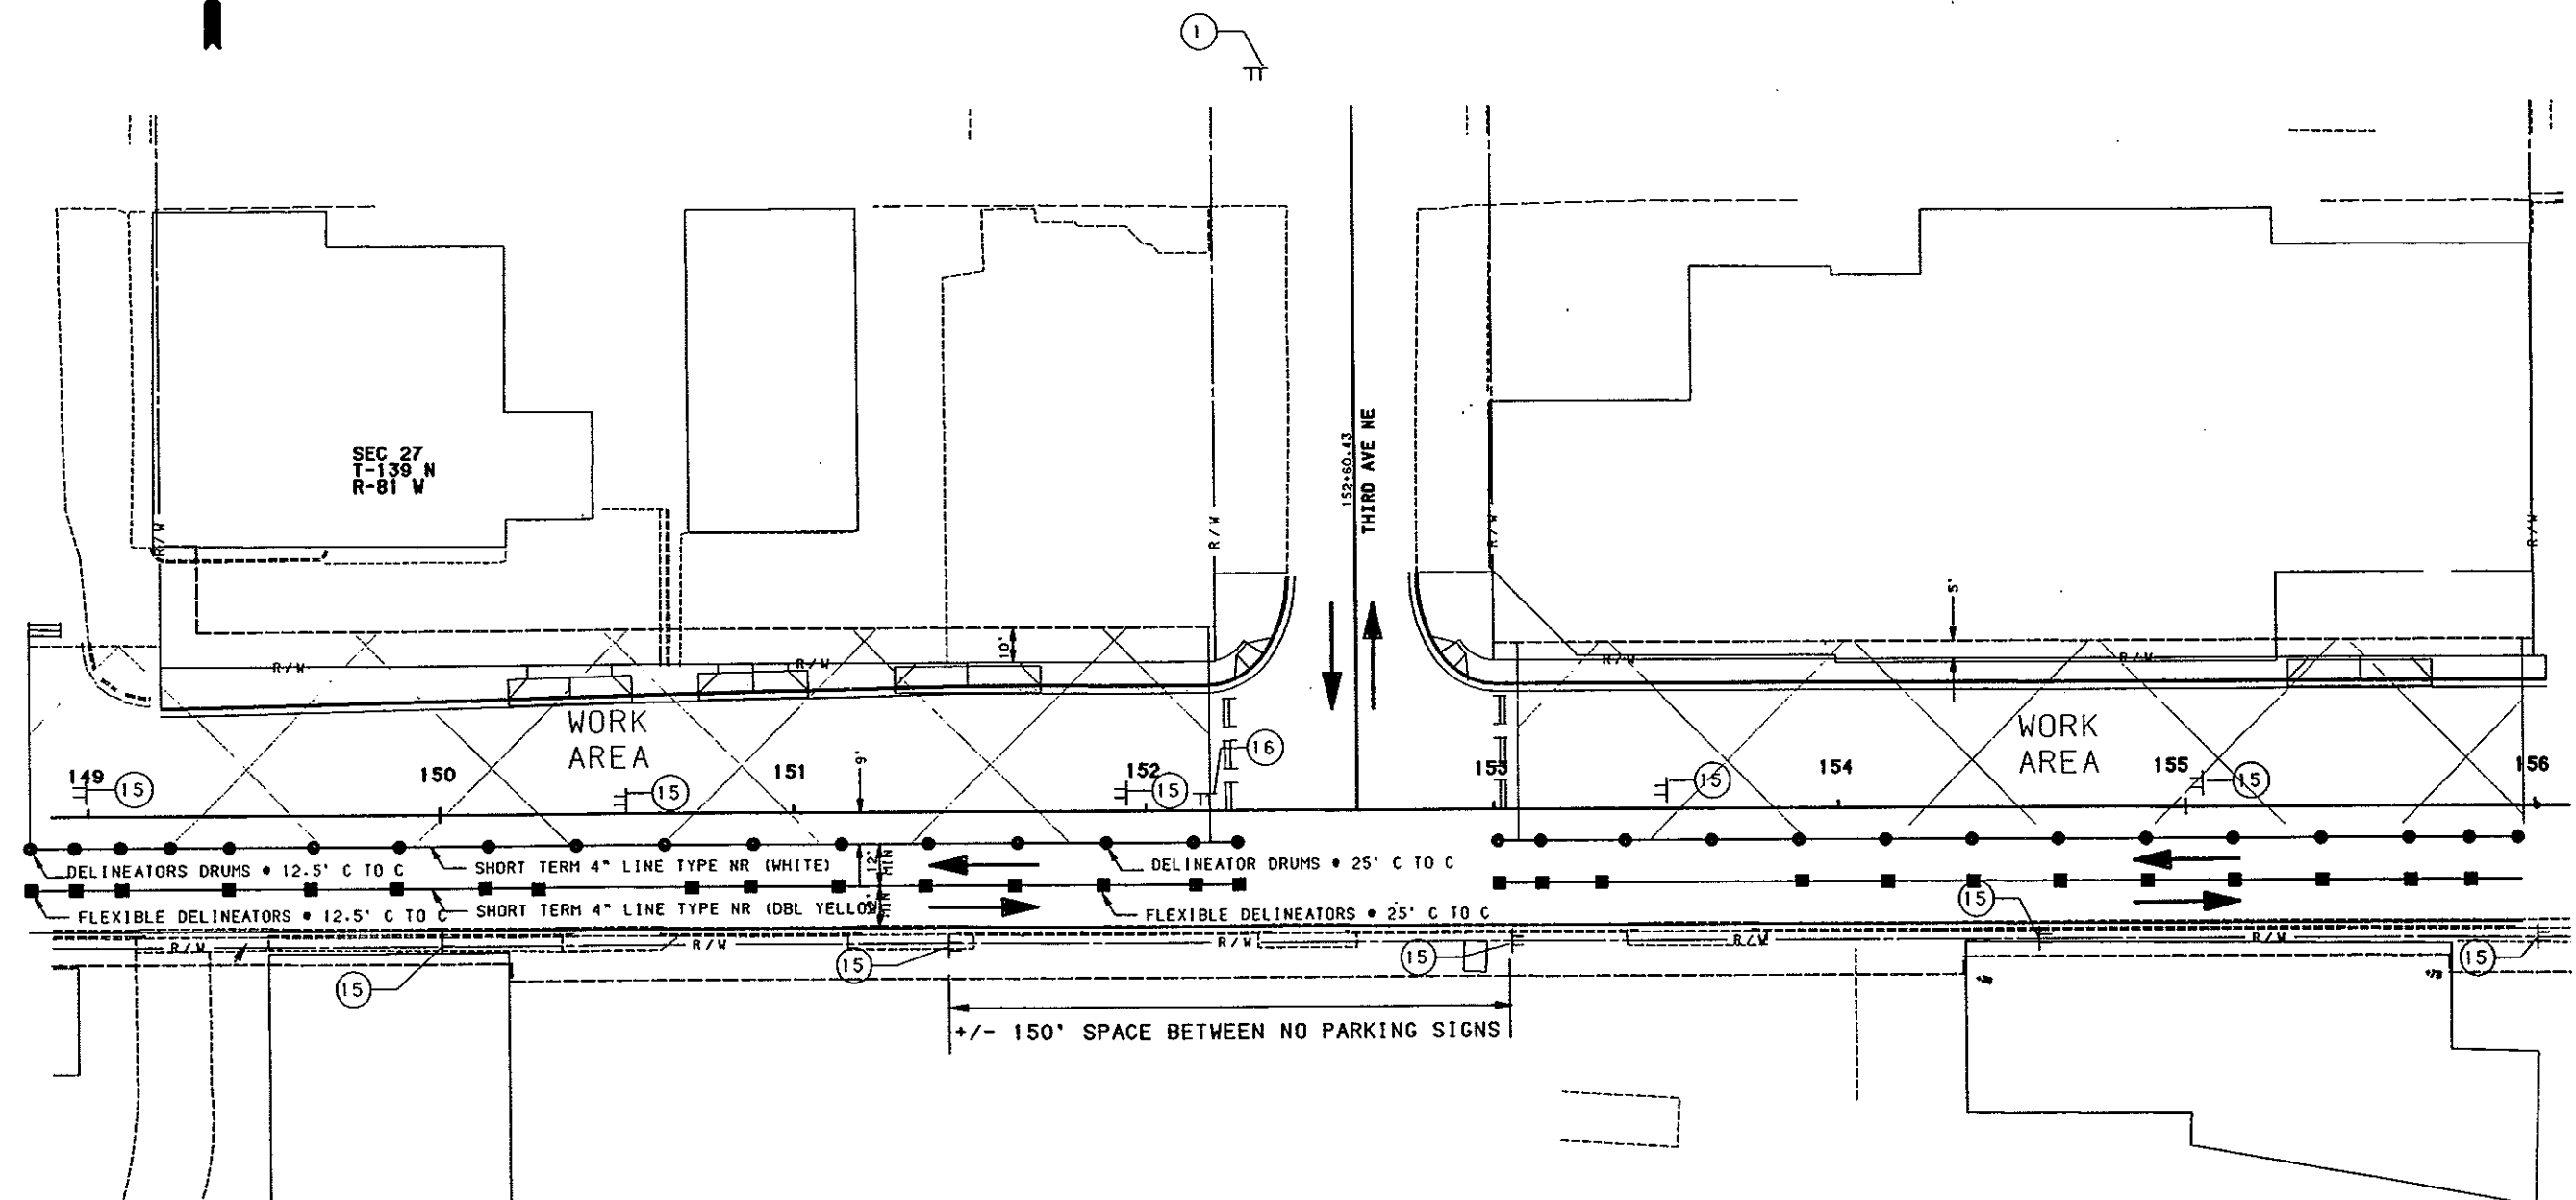 1
152+60.43
THIRD AVE NE
SEC 27
T-139 N
R-81 W
R/W
R/W
R/W
R/W
5'
10'
R/W
R/W
R/W
R/W
WORK
AREA
WORK
AREA
16
149
15
150
15
151
9'
152
15
153
15
154
155
15
156
DELINEATORS DRUMS @ 12.5' C TO C
SHORT TERM 4" LINE TYPE NR (WHITE)
12'
MIN
DELINEATOR DRUMS @ 25' C TO C
FLEXIBLE DELINEATORS @ 12.5' C TO C
SHORT TERM 4" LINE TYPE NR (DBL YELLOW)
MIN
FLEXIBLE DELINEATORS @ 25' C TO C
15
R/W
R/W
R/W
R/W
R/W
15
15
15
15
+/- 150' SPACE BETWEEN NO PARKING SIGNS